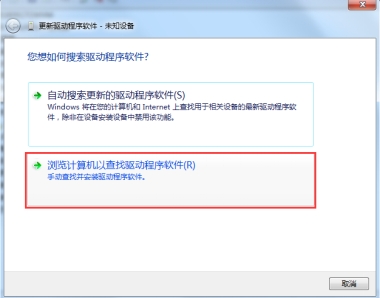 更新驱动程序软件 - 未知设备
您想如何搜索驱动程序软件?
自动搜索更新的驱动程序软件(S)
Windows 将在您的计算机和 Internet 上查找用于相关设备的最新驱动程序软
件，除非在设备安装设备中禁用该功能。
浏览计算机以查找驱动程序软件(R)
手动查找并安装驱动程序软件。
取消